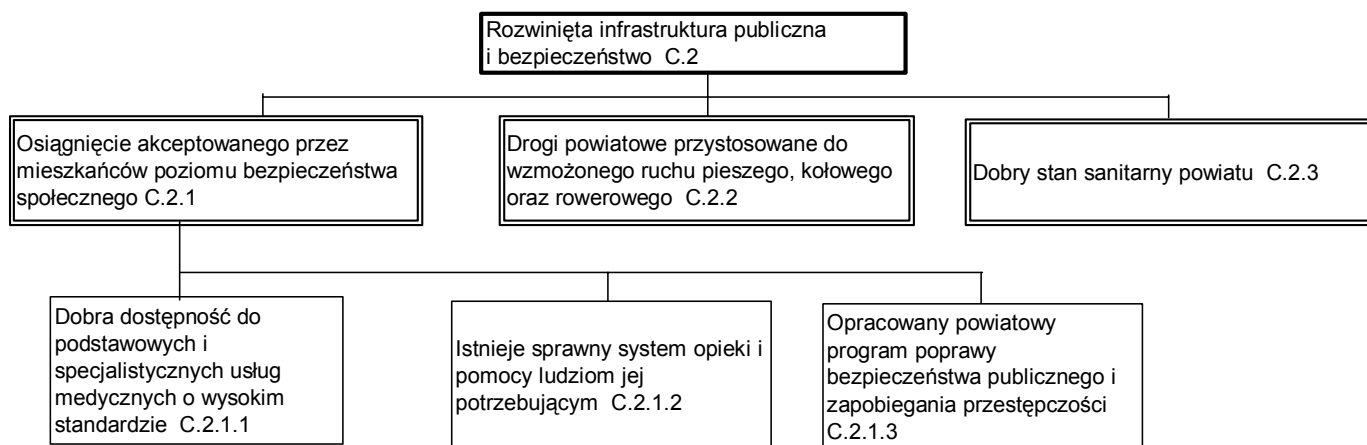 Rozwinięta infrastruktura publiczna
i bezpieczeństwo C.2
Osiągnięcie akceptowanego przez
mieszkańców poziomu bezpieczeństwa
społecznego C.2.1
Drogi powiatowe przystosowane do
wzmożonego ruchu pieszego, kołowego
oraz rowerowego C.2.2
Dobry stan sanitarny powiatu C.2.3
Dobra dostępność do
podstawowych i
specjalistycznych usług
medycznych o wysokim
standardzie C.2.1.1
Istnieje sprawny system opieki i
pomocy ludziom jej
potrzebującym C.2.1.2
Opracowany powiatowy
program poprawy
bezpieczeństwa publicznego i
zapobiegania przestępczości
C.2.1.3